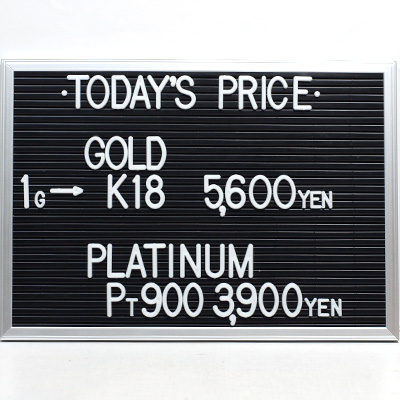 ·TODAY'S PRICE·
GOLD
1G→ K18 5,600YEN
PLATINUM
PT900 3,900YEN